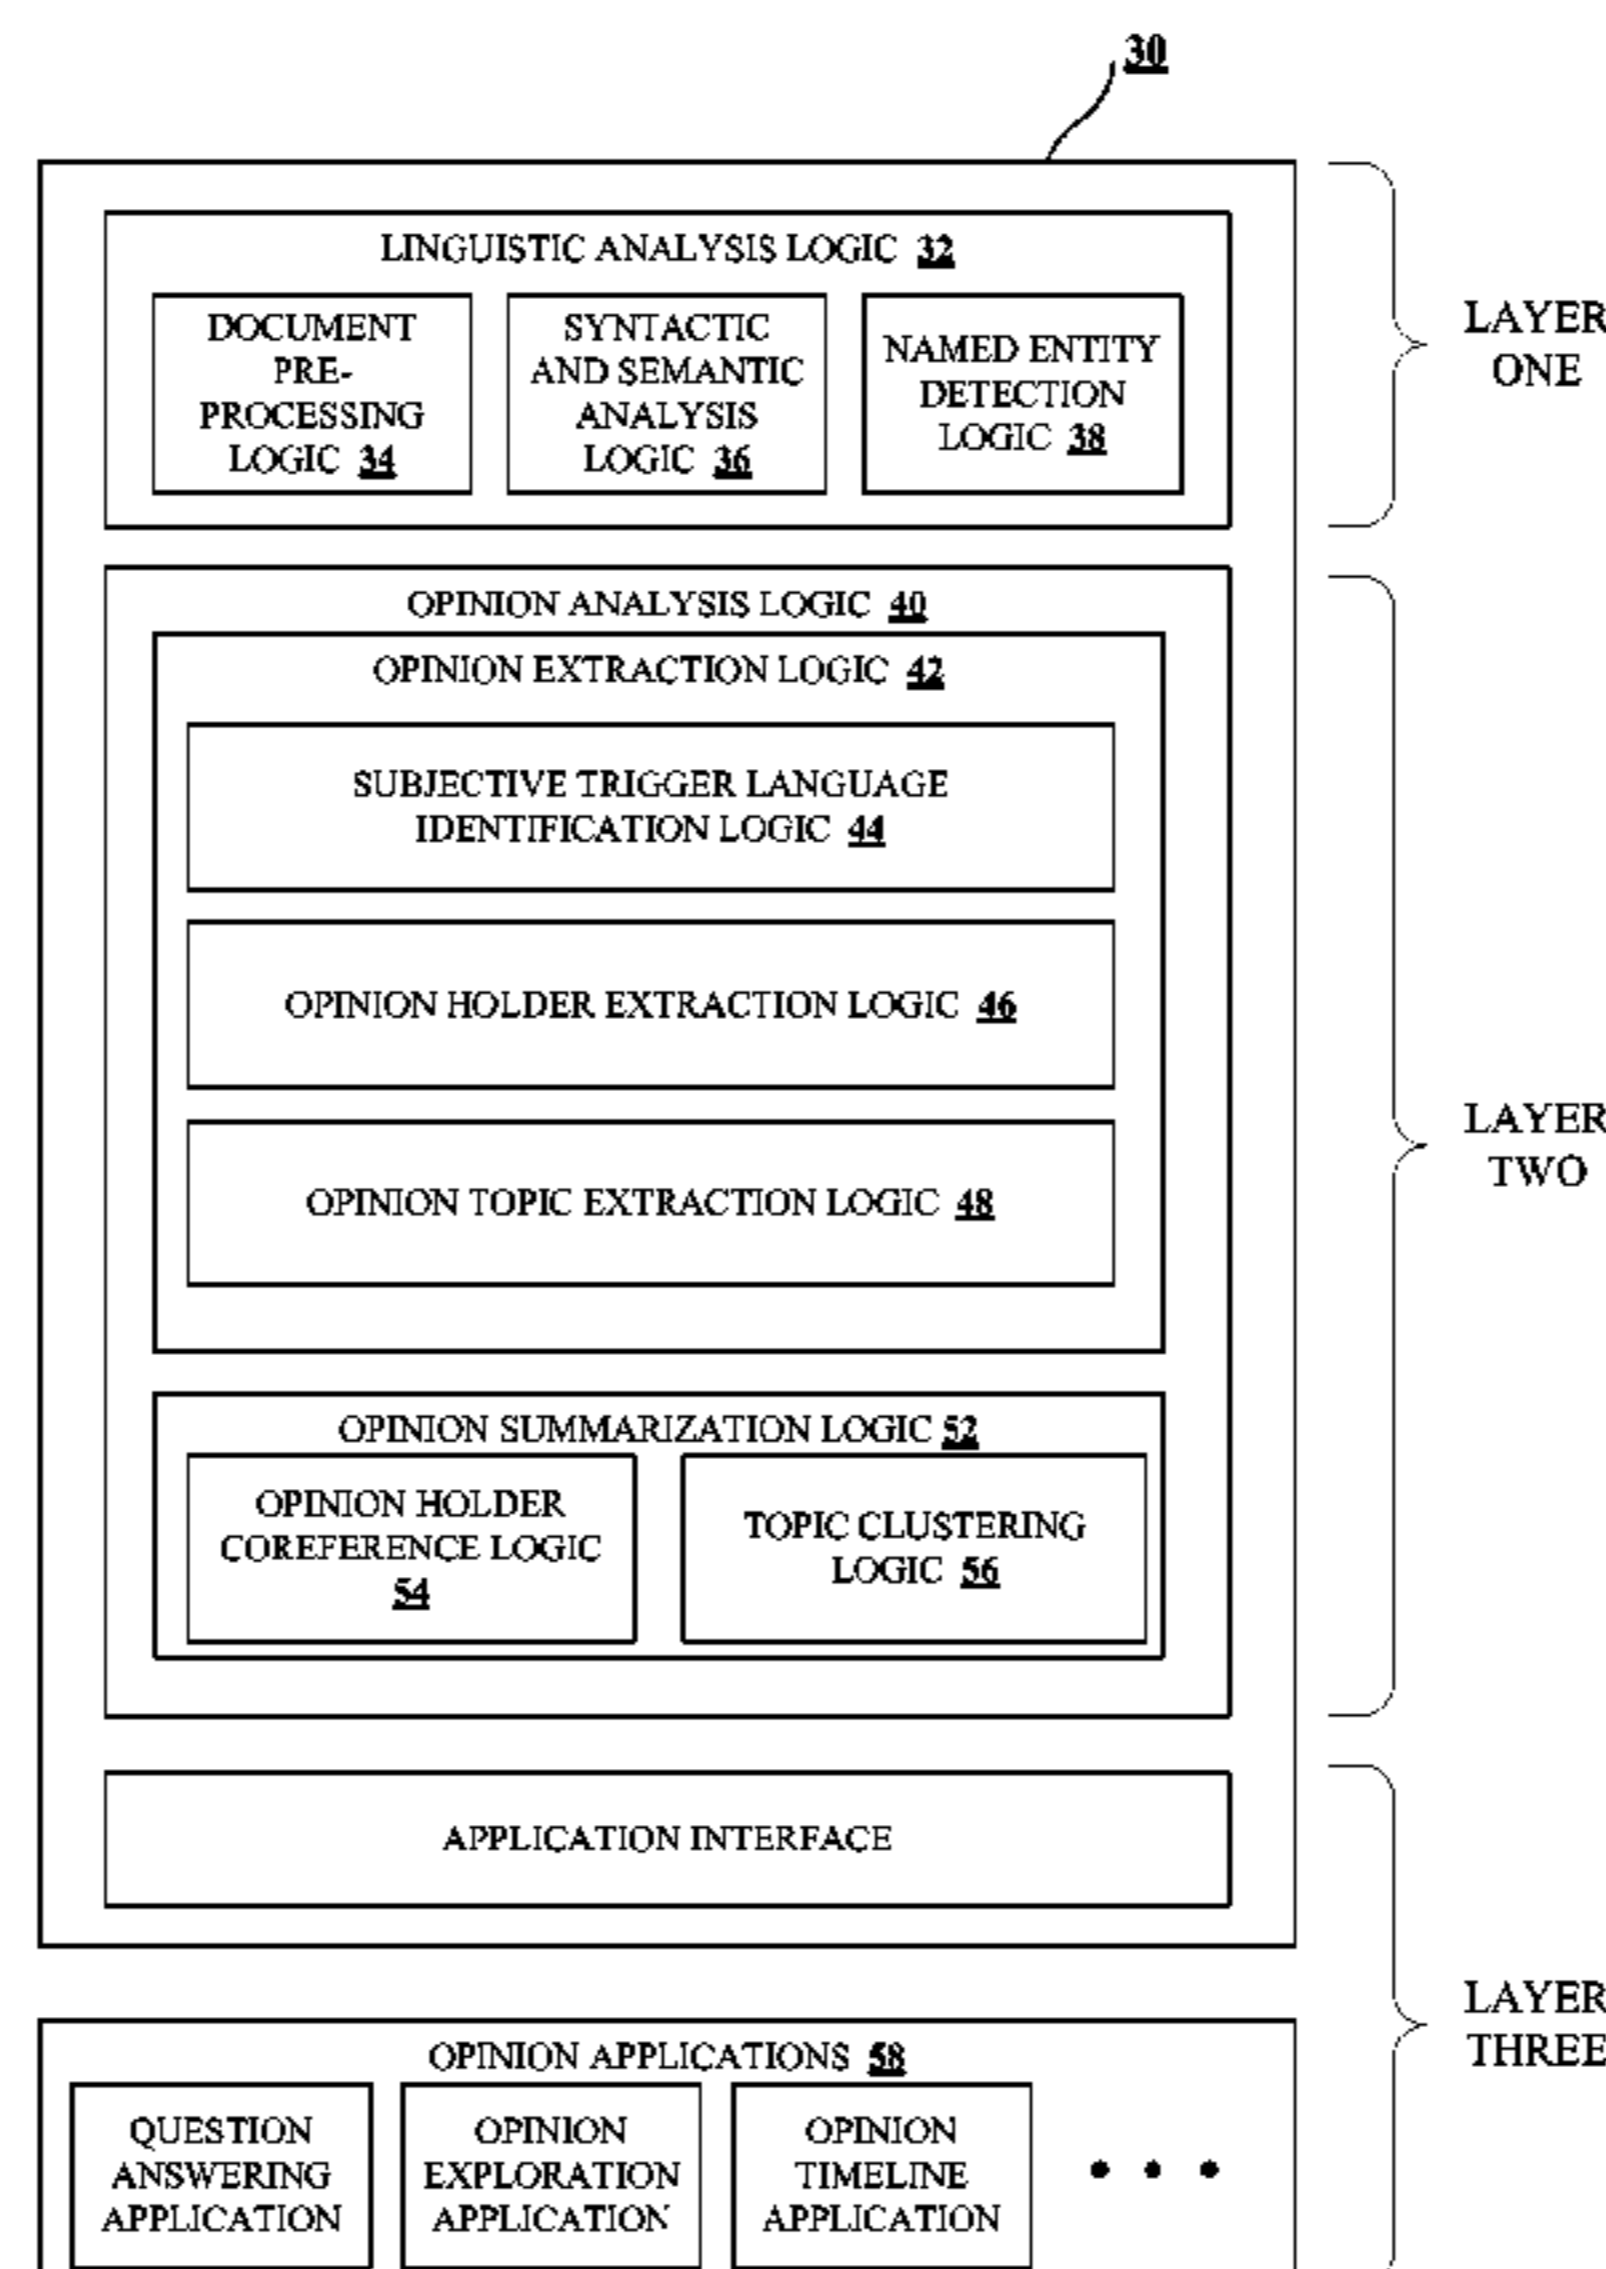 30
LINGUISTIC ANALYSIS LOGIC 32
DOCUMENT
PRE-
PROCESSING
LOGIC 34
SYNTACTIC
AND SEMANTIC
ANALYSIS
LOGIC 36
NAMED ENTITY
DETECTION
LOGIC 38
LAYER
ONE
OPINION ANALYSIS LOGIC 40
OPINION EXTRACTION LOGIC 42
SUBJECTIVE TRIGGER LANGUAGE
IDENTIFICATION LOGIC 44
OPINION HOLDER EXTRACTION LOGIC 46
OPINION TOPIC EXTRACTION LOGIC 48
LAYER
TWO
OPINION SUMMARIZATION LOGIC 52
OPINION HOLDER
COREFERENCE LOGIC
54
TOPIC CLUSTERING
LOGIC 56
APPLICATION INTERFACE
LAYER
THREE
OPINION APPLICATIONS 58
QUESTION
ANSWERING
APPLICATION
OPINION
EXPLORATION
APPLICATION
OPINION
TIMELINE
APPLICATION
• • •